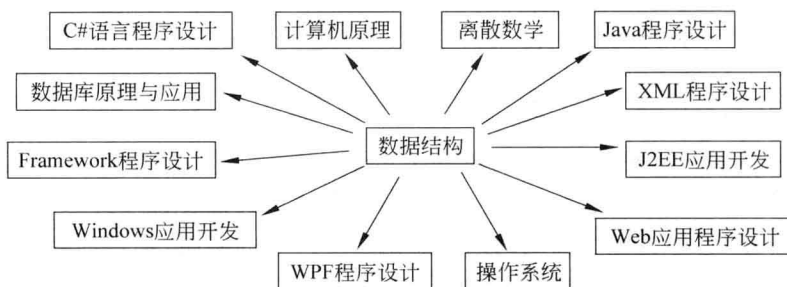 C#语言程序设计
计算机原理
离散数学
Java程序设计
数据库原理与应用
XML程序设计
数据结构
Framework程序设计
J2EE应用开发
Windows应用开发
Web应用程序设计
WPF程序设计
操作系统